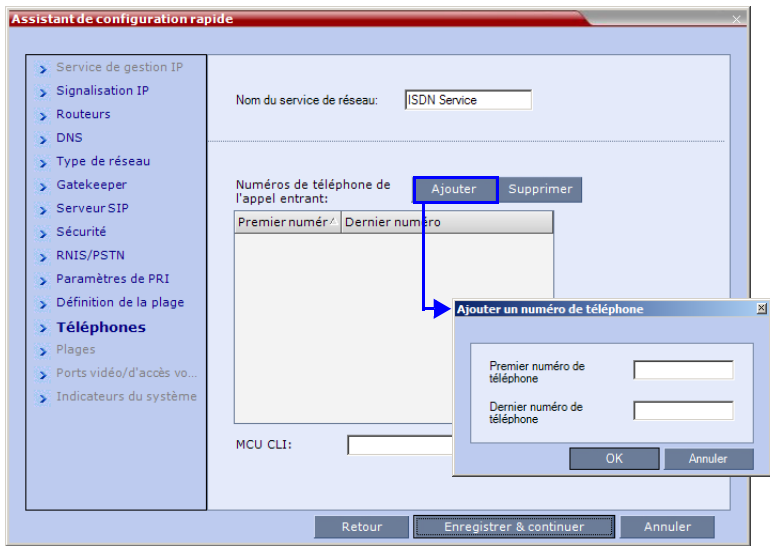 Assistant de configuration rapide
Service de gestion IP
Signalisation IP
Routeurs
DNS
Type de réseau
Gatekeeper
Serveur SIP
Sécurité
RNIS/PSTN
Paramètres de PRI
Définition de la plage
Téléphones
Plages
Ports vidéo/d'accès vo...
Indicateurs du système
Nom du service de réseau: ISDN Service
Numéros de téléphone de
l'appel entrant:
Ajouter Supprimer
Premier numér Dernier numéro
MCU CLI:
Ajouter un numéro de téléphone
Premier numéro de
téléphone
Dernier numéro de
téléphone
OK Annuler
Retour Enregistrer & continuer Annuler